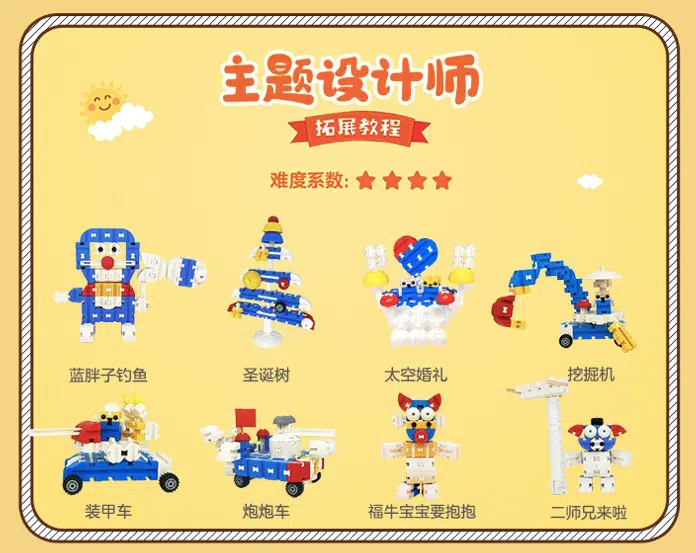 主题设计师
拓展教程
难度系数:
蓝胖子钓鱼 圣诞树 太空婚礼 挖掘机
装甲车 炮炮车 福牛宝宝要抱抱 二师兄来啦